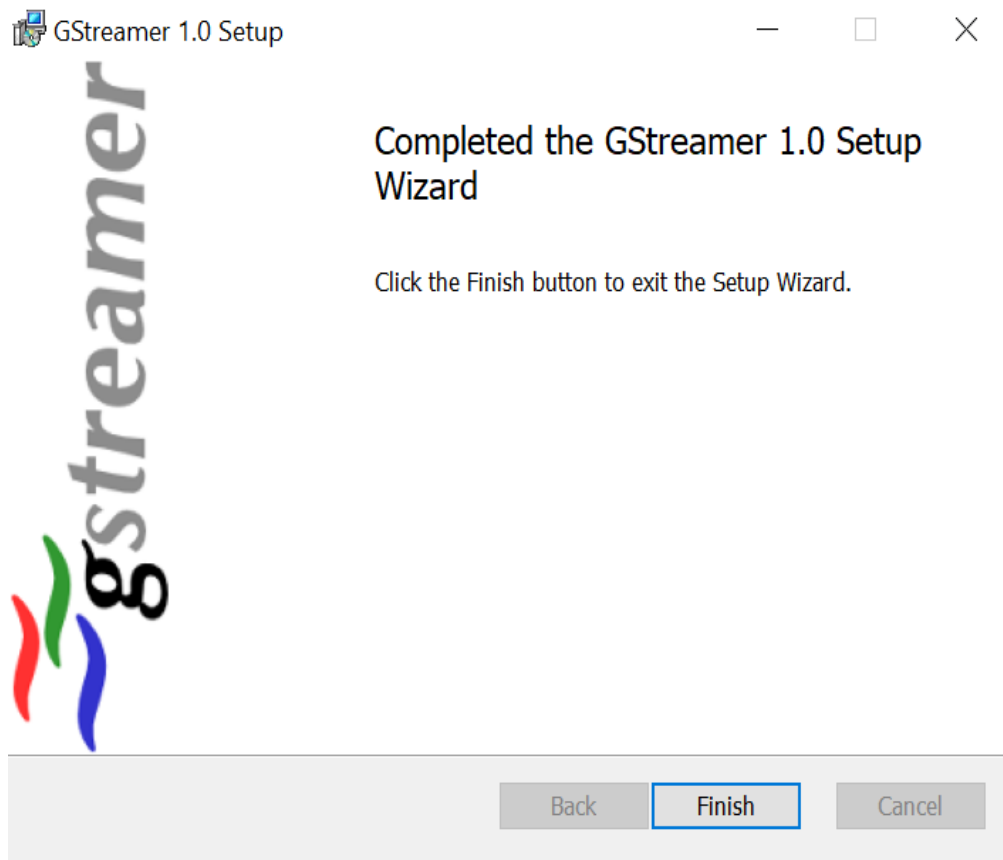 GStreamer 1.0 Setup
gstreamer
Completed the GStreamer 1.0 Setup
Wizard
Click the Finish button to exit the Setup Wizard.
Back
Finish
Cancel